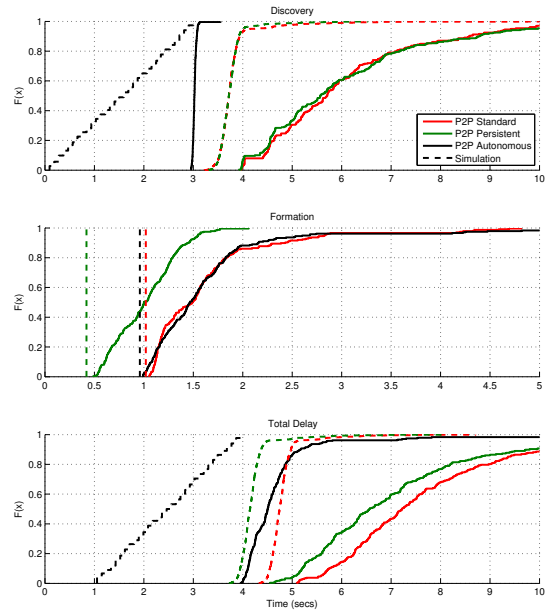 Discovery
1
0.8
0.6
0.4
0.2
0
F(x)
0 1 2 3 4 5 6 7 8 9 10
P2P Standard
P2P Persistent
P2P Autonomous
Simulation
Formation
1
0.8
0.6
0.4
0.2
0
F(x)
0 0.5 1 1.5 2 2.5 3 3.5 4 4.5 5
Total Delay
1
0.8
0.6
0.4
0.2
0
F(x)
0 1 2 3 4 5 6 7 8 9 10
Time (secs)